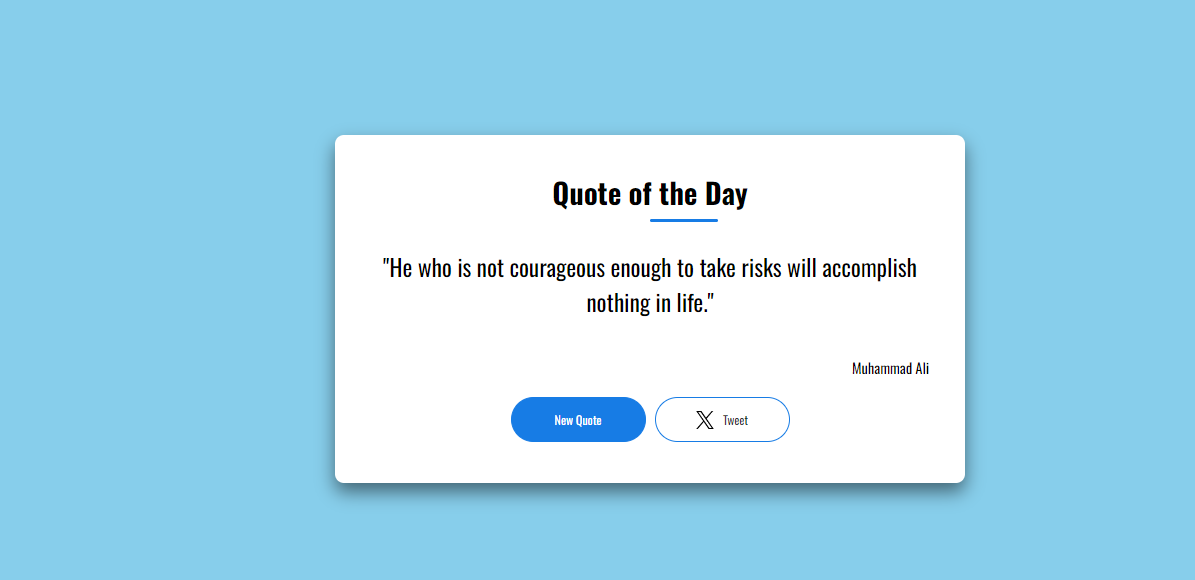 Quote of the Day
"He who is not courageous enough to take risks will accomplish
nothing in life."
Muhammad Ali
New Quote
Tweet